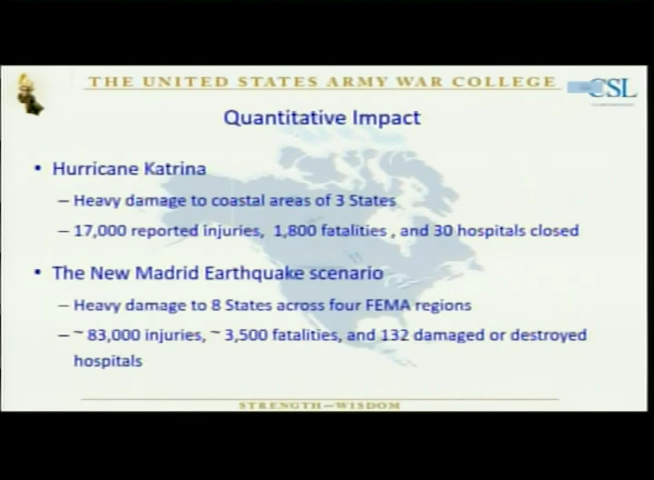 THE UNITED STATES ARMY WAR COLLEGE
CSL
Quantitative Impact
• Hurricane Katrina
– Heavy damage to coastal areas of 3 States
– 17,000 reported injuries, 1,800 fatalities , and 30 hospitals closed
• The New Madrid Earthquake scenario
– Heavy damage to 8 States across four FEMA regions
– ~ 83,000 injuries, ~ 3,500 fatalities, and 132 damaged or destroyed
hospitals
STRENGTH—WISDOM